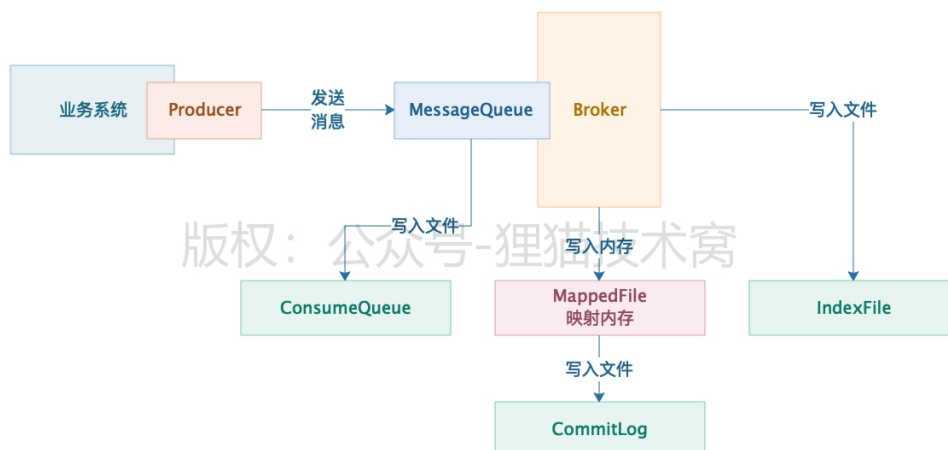 业务系统
Producer
发送
消息
MessageQueue
Broker
写入文件
写入文件
版权：公众号-狸猫技术窝
写入内存
ConsumeQueue
MappedFile
映射内存
IndexFile
写入文件
CommitLog